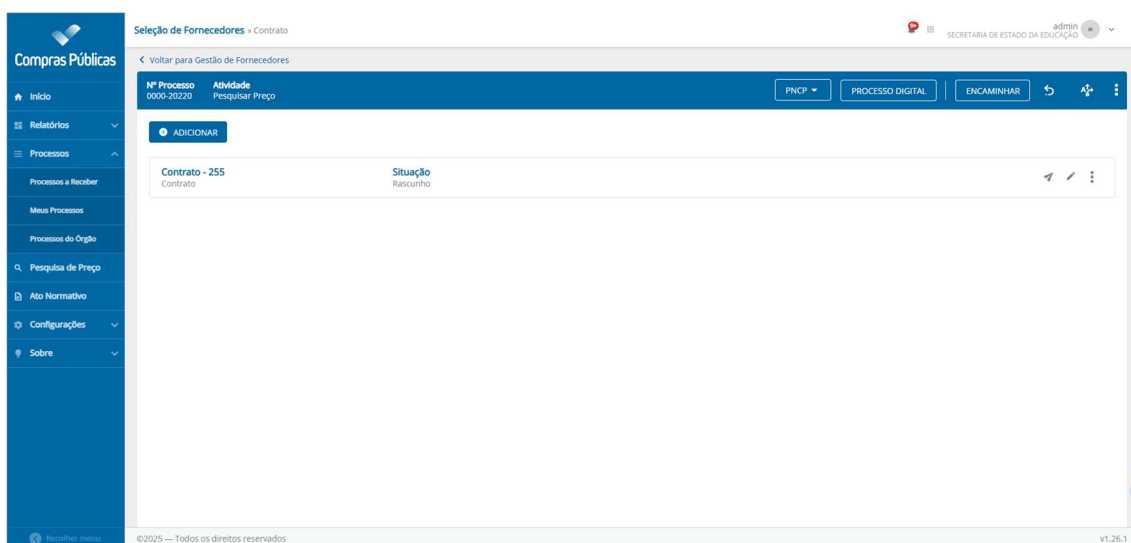 Compras Públicas
Início
Relatórios
Processos
Processos a Receber
Meus Processos
Processos do Órgão
Pesquisa de Preço
Ato Normativo
Configurações
Sobre
Recolher menu
Seleção de Fornecedores » Contrato
9+
admin
SECRETARIA DE ESTADO DA EDUCAÇÃO
Voltar para Gestão de Fornecedores
Nº Processo Atividade
0000-20220 Pesquisar Preço
PNCP PROCESSO DIGITAL ENCAMINHAR
ADICIONAR
Contrato - 255 Situação
Contrato Rascunho
©2025 — Todos os direitos reservados v1.26.1